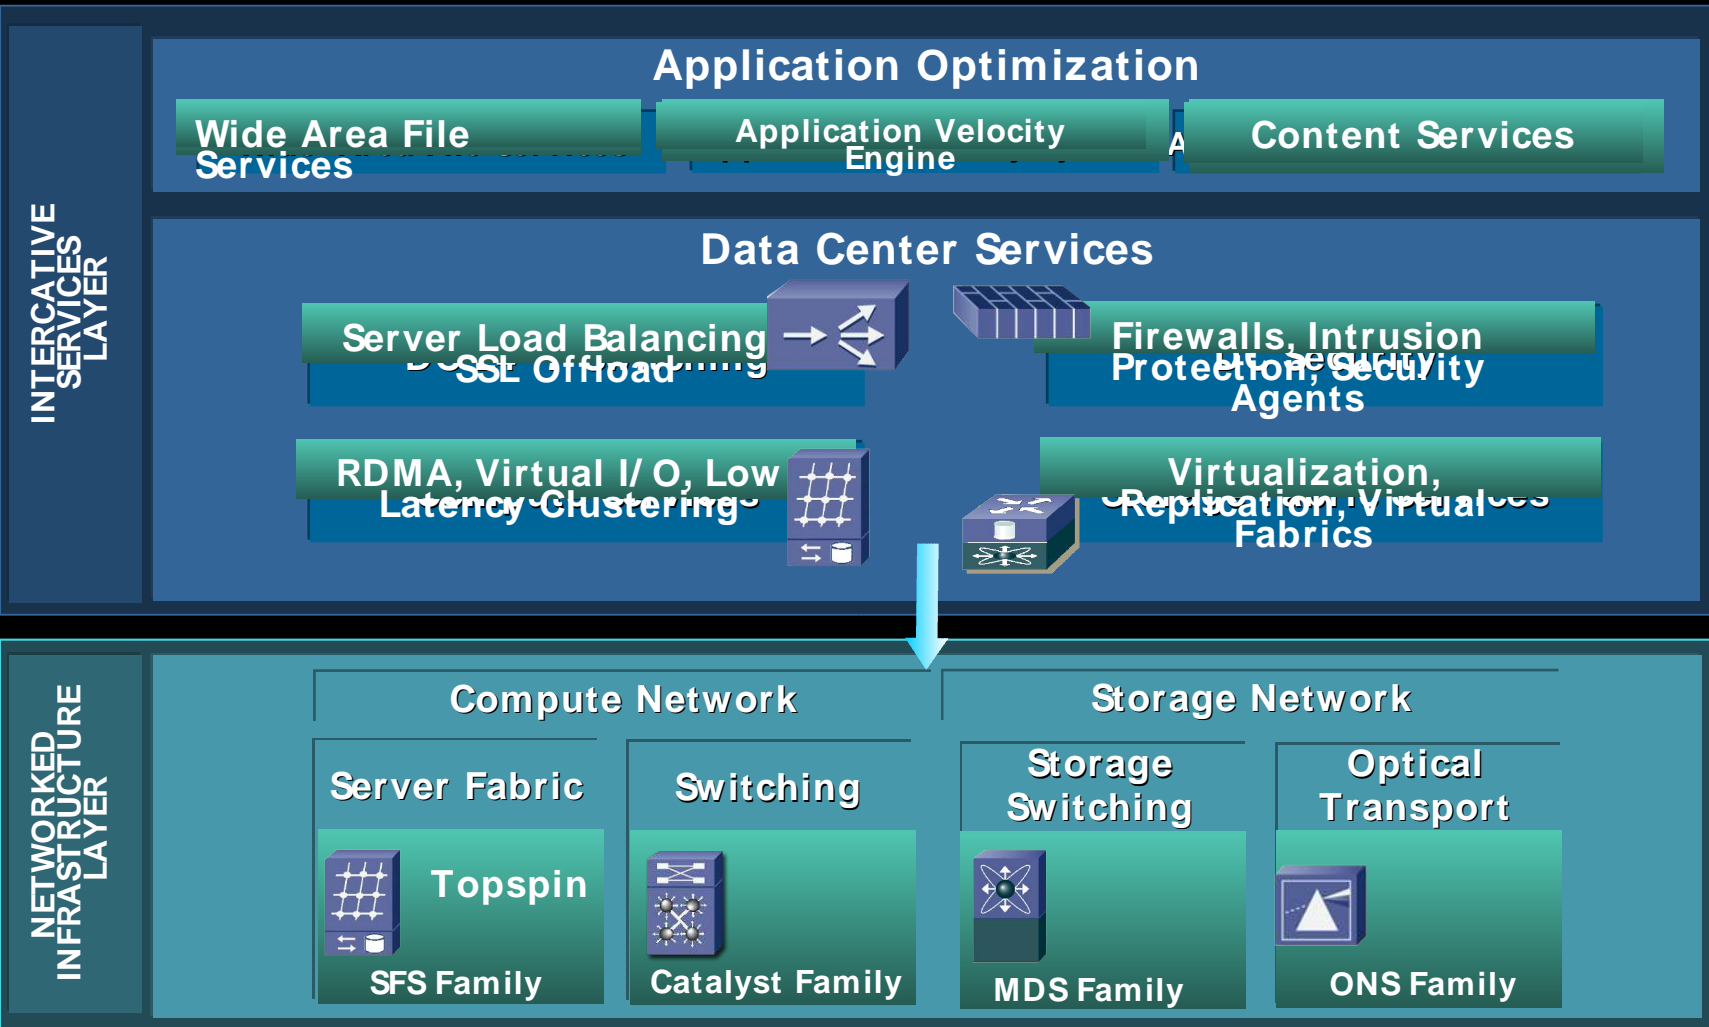 Application Optimization
Wide Area File
Services
Application Velocity
Engine
Content Services
INTERCATIVE
SERVICES
LAYER
Data Center Services
Server Load Balancing
SSL Offload
Firewalls, Intrusion
Protection, Security
Agents
RDMA, Virtual I/O, Low
Latency Clustering
Virtualization,
Replication, Virtual
Fabrics
NETWORKED
INFRASTRUCTURE
LAYER
Compute Network
Storage Network
Server Fabric
Switching
Storage
Switching
Optical
Transport
Topspin
SFS Family
Catalyst Family
MDS Family
ONS Family